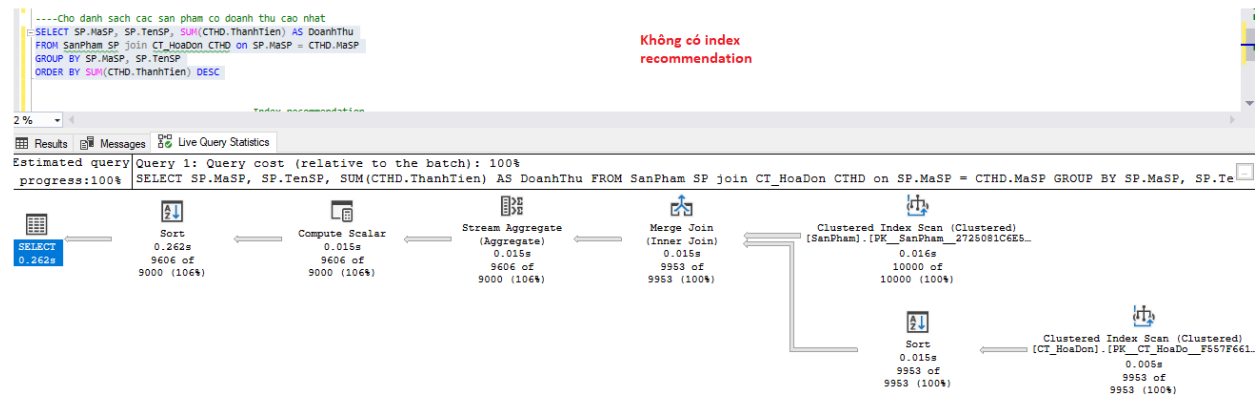 ----Cho danh sach cac san pham co doanh thu cao nhat
SELECT SP.MaSP, SP.TenSP, SUM(CTHD.ThanhTien) AS DoanhThu
FROM SanPham SP join CT_HoaDon CTHD on SP.MaSP = CTHD.MaSP
GROUP BY SP.MaSP, SP.TenSP
ORDER BY SUM(CTHD.ThanhTien) DESC
Không có index
recommendation
Index recommendation
2 %
Results Messages Live Query Statistics
Estimated query progress:100%
Query 1: Query cost (relative to the batch): 100%
SELECT SP.MaSP, SP.TenSP, SUM(CTHD.ThanhTien) AS DoanhThu FROM SanPham SP join CT_HoaDon CTHD on SP.MaSP = CTHD.MaSP GROUP BY SP.MaSP, SP.Te
...
SELECT
0.262s
Sort
0.262s
9606 of
9000 (106%)
Compute Scalar
0.015s
9606 of
9000 (106%)
Stream Aggregate
(Aggregate)
0.015s
9606 of
9000 (106%)
Merge Join
(Inner Join)
0.015s
9953 of
9953 (100%)
Clustered Index Scan (Clustered)
[SanPham].[PK__SanPham__2725081C6E5…
0.016s
10000 of
10000 (100%)
Sort
0.015s
9953 of
9953 (100%)
Clustered Index Scan (Clustered)
[CT_HoaDon].[PK__CT_HoaDo__F557F661…
0.005s
9953 of
9953 (100%)